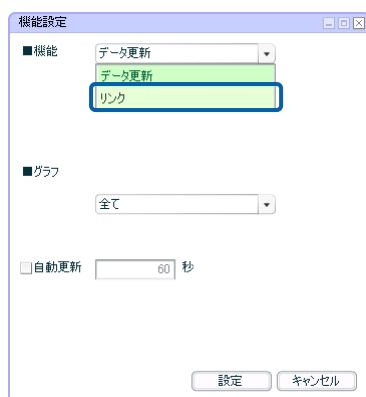 機能設定
■機能 データ更新
データ更新
リンク
■グラフ
全て
自動更新 60 秒
設定 キャンセル